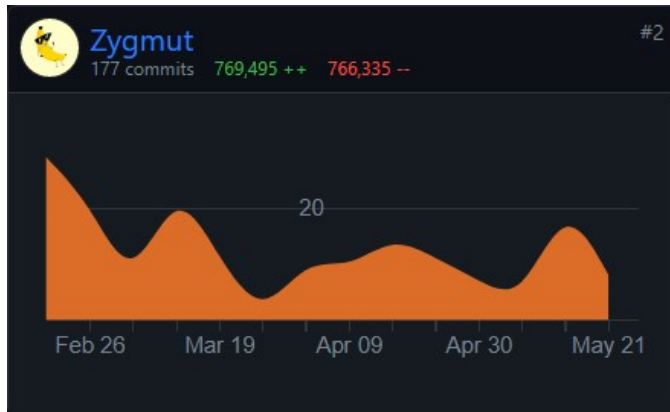 Zygmut
#2
177 commits 769,495 ++ 766,335 --
20
Feb 26 Mar 19 Apr 09 Apr 30 May 21